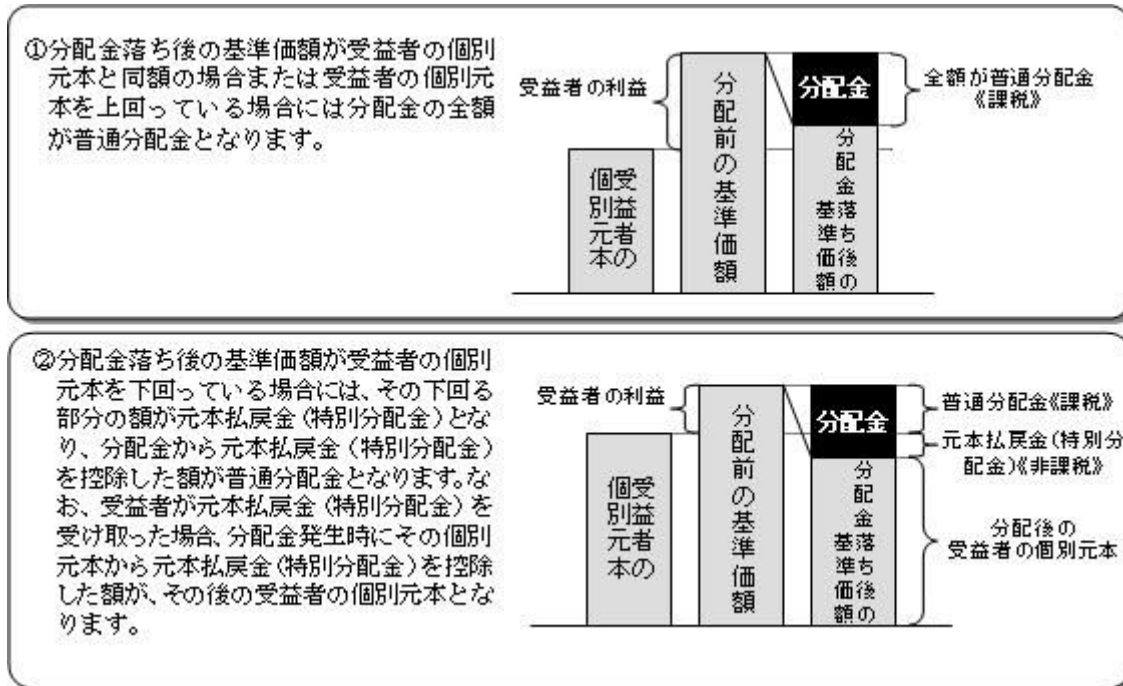 ①分配金落ち後の基準価額が受益者の個別
元本と同額の場合または受益者の個別元
本を上回っている場合には分配金の全額
が普通分配金となります。
受益者の利益
受益者の
個別元本
分配前の基準価額
分配金
分配金落ち後の
基準価額
全額が普通分配金
《課税》
②分配金落ち後の基準価額が受益者の個別
元本を下回っている場合には、その下回る
部分の額が元本払戻金(特別分配金)とな
り、分配金から元本払戻金(特別分配金)
を控除した額が普通分配金となります。な
お、受益者が元本払戻金(特別分配金)を
受け取った場合、分配金発生時にその個別
元本から元本払戻金(特別分配金)を控除
した額が、その後の受益者の個別元本とな
ります。
受益者の利益
受益者の
個別元本
分配前の基準価額
分配金
分配金落ち後の
基準価額
普通分配金《課税》
元本払戻金(特別分
配金)《非課税》
分配後の
受益者の個別元本